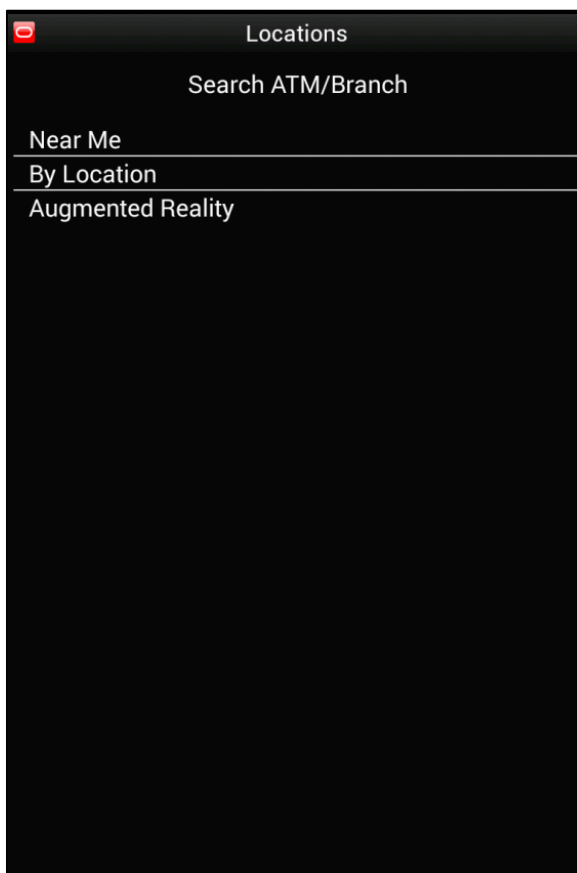 Locations
Search ATM/Branch
Near Me
By Location
Augmented Reality